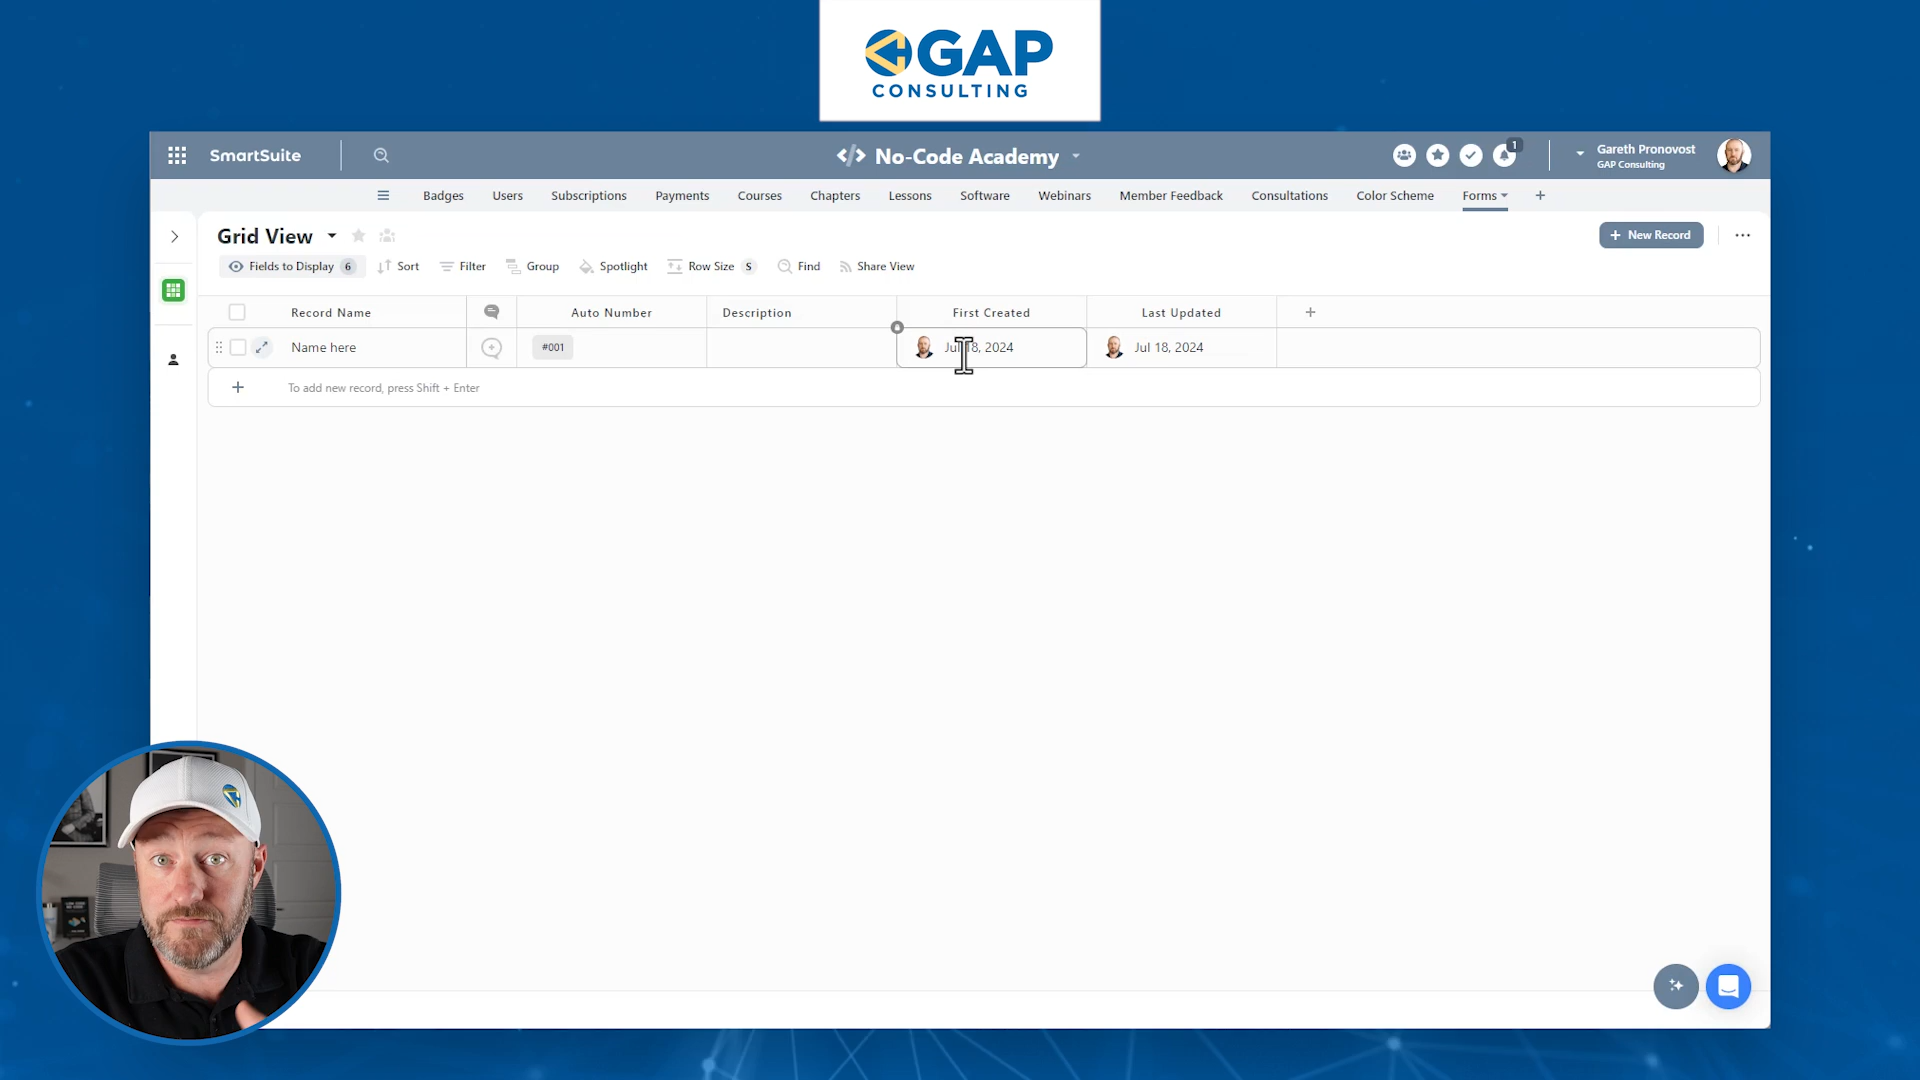 GAP
CONSULTING
SmartSuite
No-Code Academy
1
Gareth Pronovost
GAP Consulting
Badges Users Subscriptions Payments Courses Chapters Lessons Software Webinars Member Feedback Consultations Color Scheme Forms
Grid View
New Record
Fields to Display 6 Sort Filter Group Spotlight Row Size S Find Share View
Record Name Auto Number Description First Created Last Updated
Name here #001 Jul 18, 2024 Jul 18, 2024
To add new record, press Shift + Enter